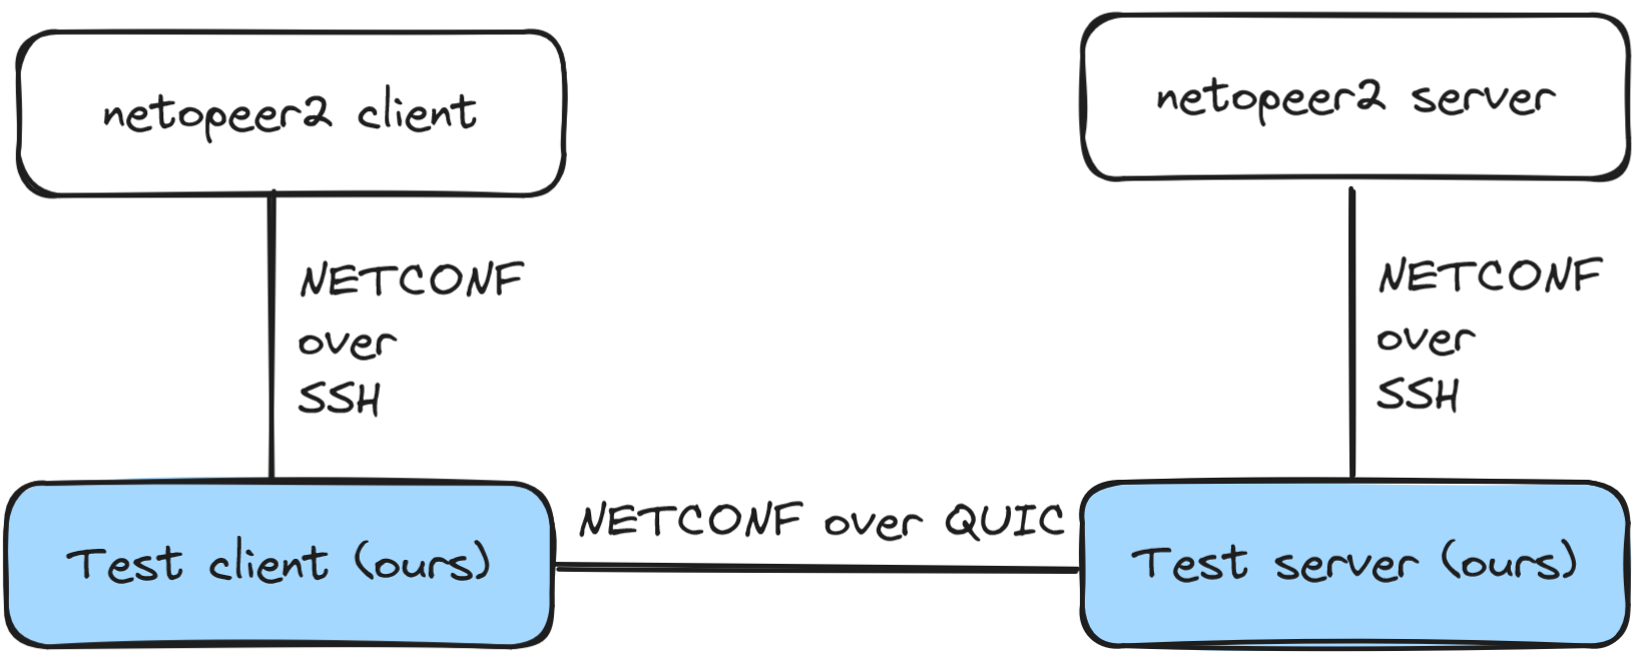 netopeer2 client
netopeer2 server
NETCONF
over
SSH
NETCONF
over
SSH
NETCONF over QUIC
Test client (ours)
Test server (ours)